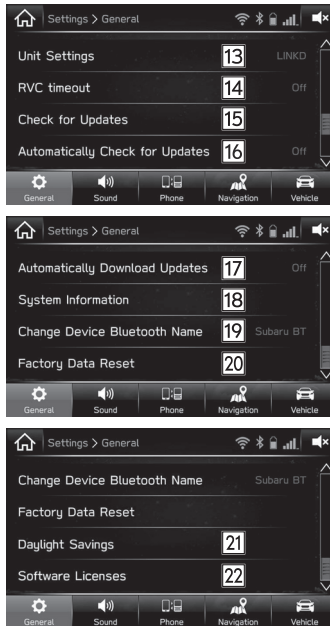 Settings > General
Unit Settings 13 LINKD
RVC timeout 14 Off
Check for Updates 15
Automatically Check for Updates 16 Off
General Sound Phone Navigation Vehicle
Settings > General
Automatically Download Updates 17 Off
System Information 18
Change Device Bluetooth Name 19 Subaru BT
Factory Data Reset 20
General Sound Phone Navigation Vehicle
Settings > General
Change Device Bluetooth Name Subaru BT
Factory Data Reset
Daylight Savings 21
Software Licenses 22
General Sound Phone Navigation Vehicle